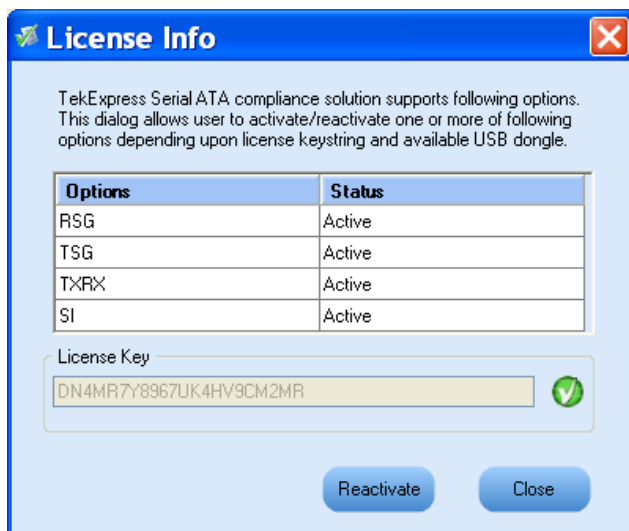 License Info
TekExpress Serial ATA compliance solution supports following options.
This dialog allows user to activate/reactivate one or more of following
options depending upon license keystring and available USB dongle.
Options Status
RSG Active
TSG Active
TXRX Active
SI Active
License Key
DN4MR7Y8967UK4HV9CM2MR
Reactivate Close